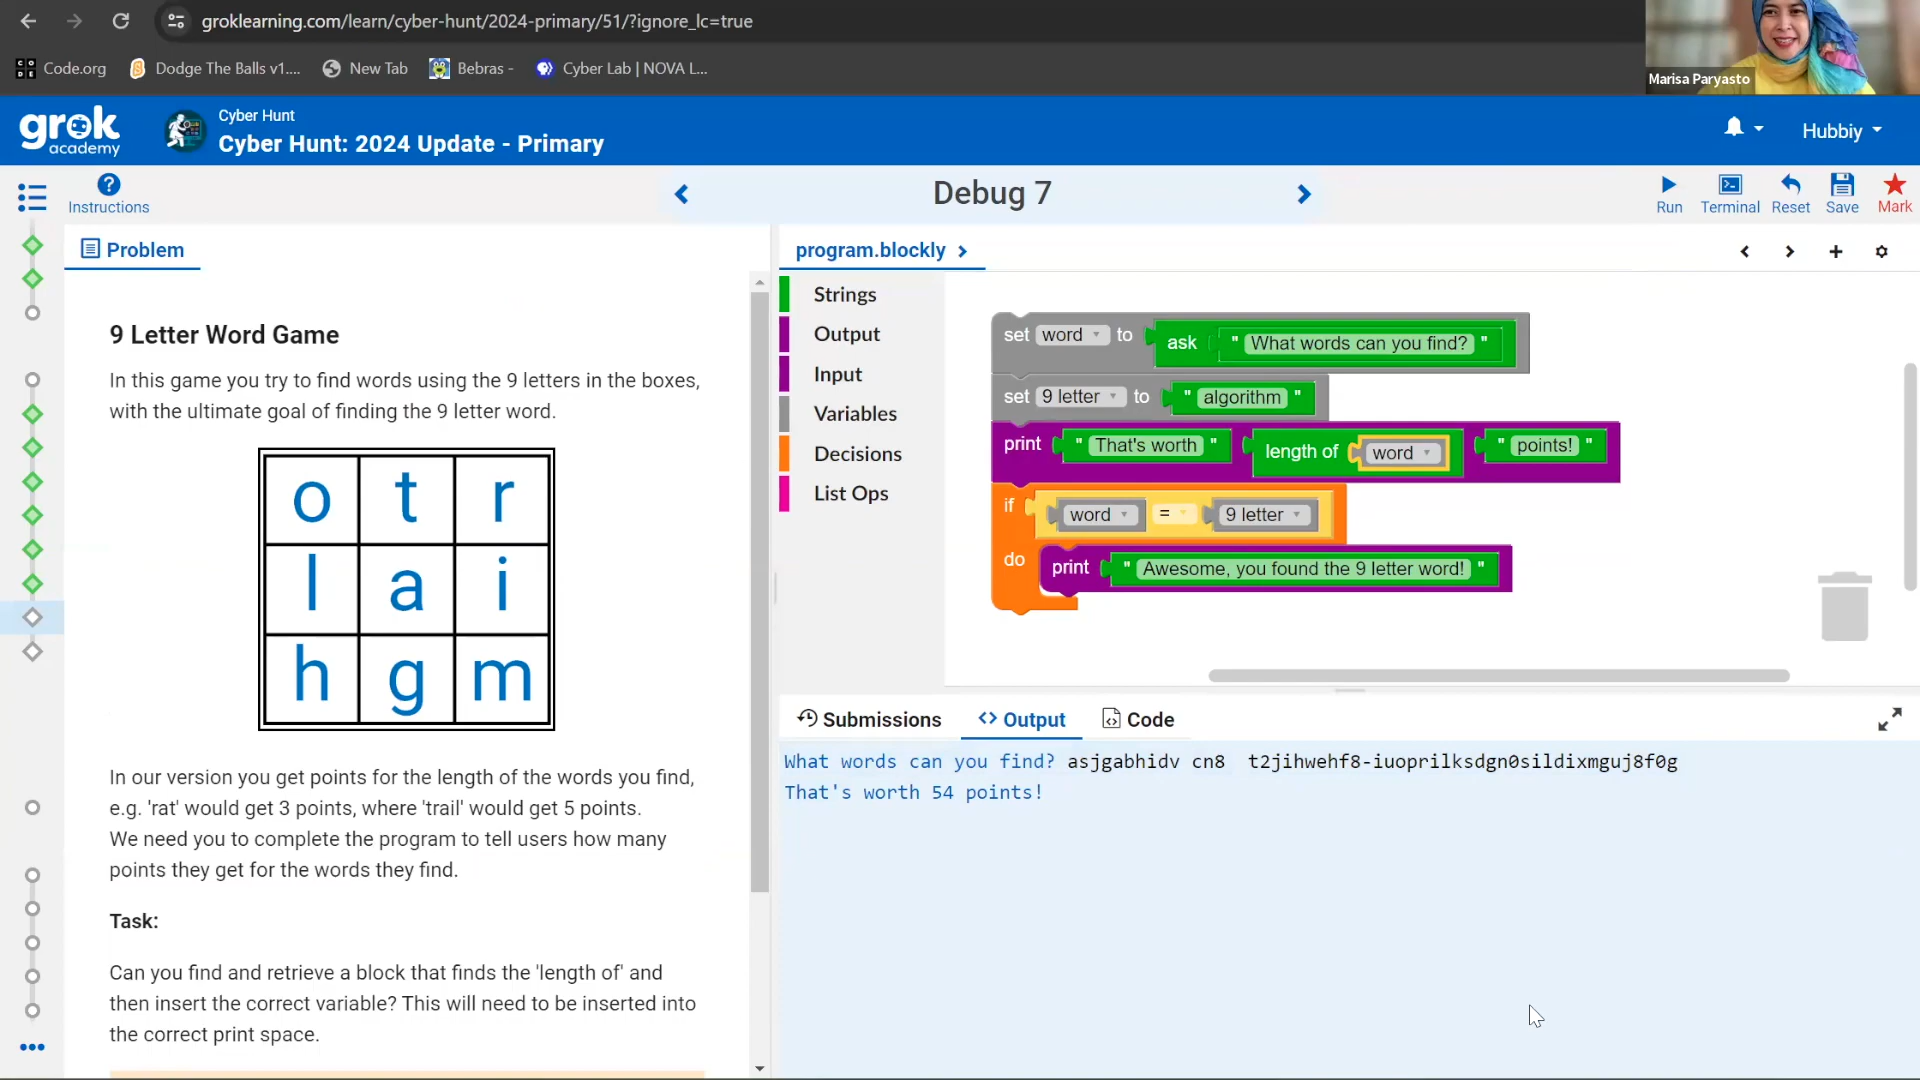 groklearning.com/learn/cyber-hunt/2024-primary/51/?ignore_lc=true
Code.org
Dodge The Balls v1....
New Tab
Bebras -
Cyber Lab | NOVA L...
Marisa Paryasto
grok
academy
Cyber Hunt
Cyber Hunt: 2024 Update - Primary
Hubbiy
Instructions
Debug 7
Run
Terminal
Reset
Save
Mark
Problem
9 Letter Word Game
In this game you try to find words using the 9 letters in the boxes,
with the ultimate goal of finding the 9 letter word.
o t r
l a i
h g m
In our version you get points for the length of the words you find,
e.g. 'rat' would get 3 points, where 'trail' would get 5 points.
We need you to complete the program to tell users how many
points they get for the words they find.
Task:
Can you find and retrieve a block that finds the 'length of' and
then insert the correct variable? This will need to be inserted into
the correct print space.
program.blockly
Strings
Output
Input
Variables
Decisions
List Ops
set word to ask " What words can you find? "
set 9 letter to " algorithm "
print " That's worth " length of word " points! "
if word = 9 letter
do print " Awesome, you found the 9 letter word! "
Submissions
Output
Code
What words can you find? asjgabhidv cn8  t2jihwehf8-iuoprilksdgn0sildixmguj8f0g
That's worth 54 points!